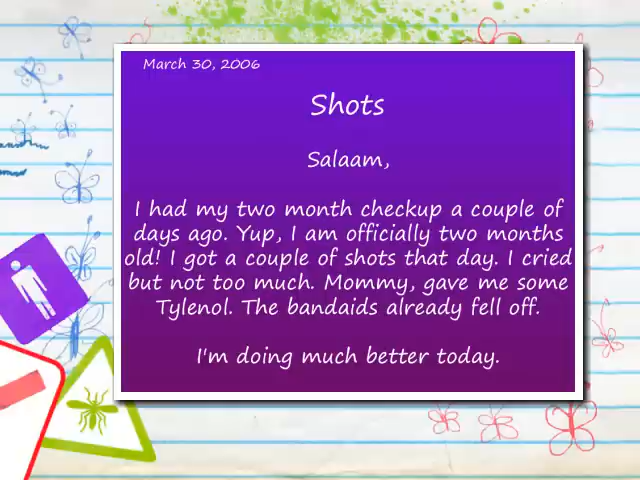 March 30, 2006
Shots
Salaam,
I had my two month checkup a couple of
days ago. Yup, I am officially two months
old! I got a couple of shots that day. I cried
but not too much. Mommy, gave me some
Tylenol. The bandaids already fell off.
I'm doing much better today.